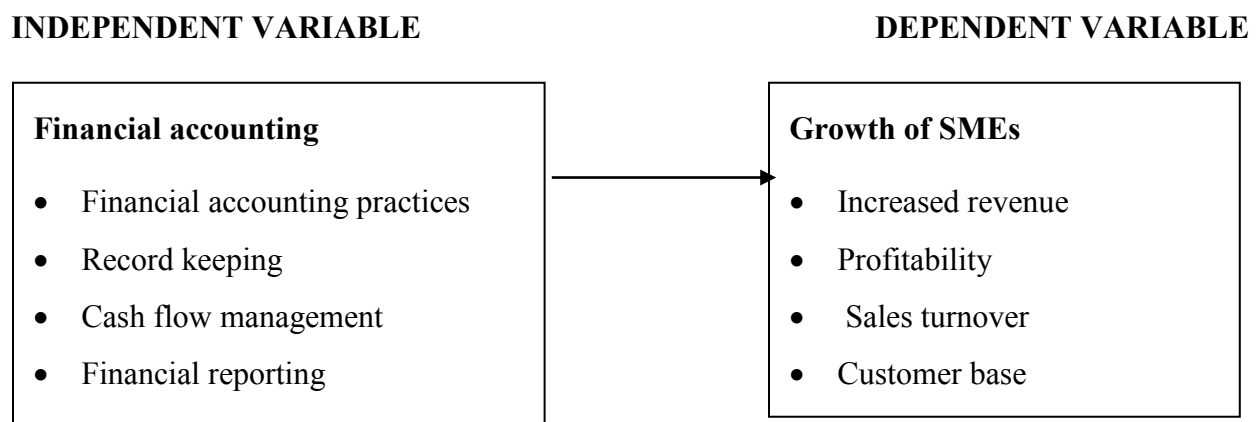 INDEPENDENT VARIABLE
DEPENDENT VARIABLE
Financial accounting
• Financial accounting practices
• Record keeping
• Cash flow management
• Financial reporting
Growth of SMEs
• Increased revenue
• Profitability
• Sales turnover
• Customer base